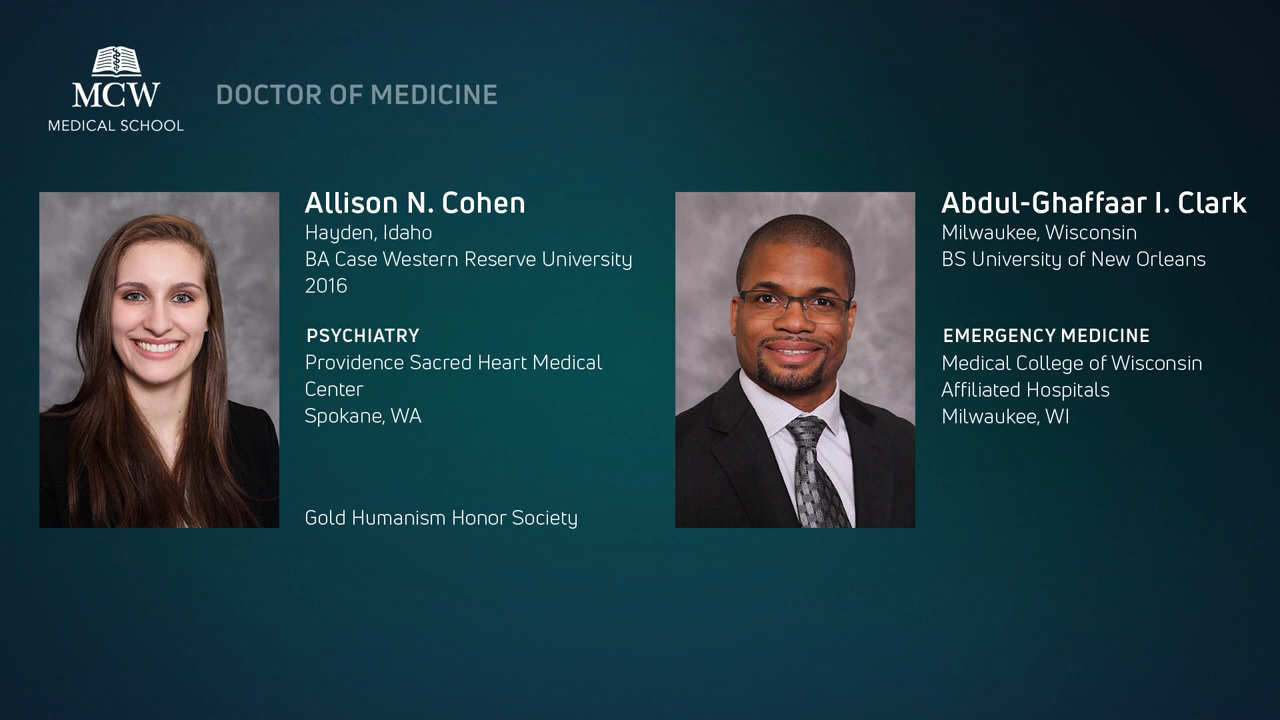 MCW
MEDICAL SCHOOL
DOCTOR OF MEDICINE
Allison N. Cohen
Hayden, Idaho
BA Case Western Reserve University
2016
PSYCHIATRY
Providence Sacred Heart Medical
Center
Spokane, WA
Gold Humanism Honor Society
Abdul-Ghaffaar I. Clark
Milwaukee, Wisconsin
BS University of New Orleans
EMERGENCY MEDICINE
Medical College of Wisconsin
Affiliated Hospitals
Milwaukee, WI